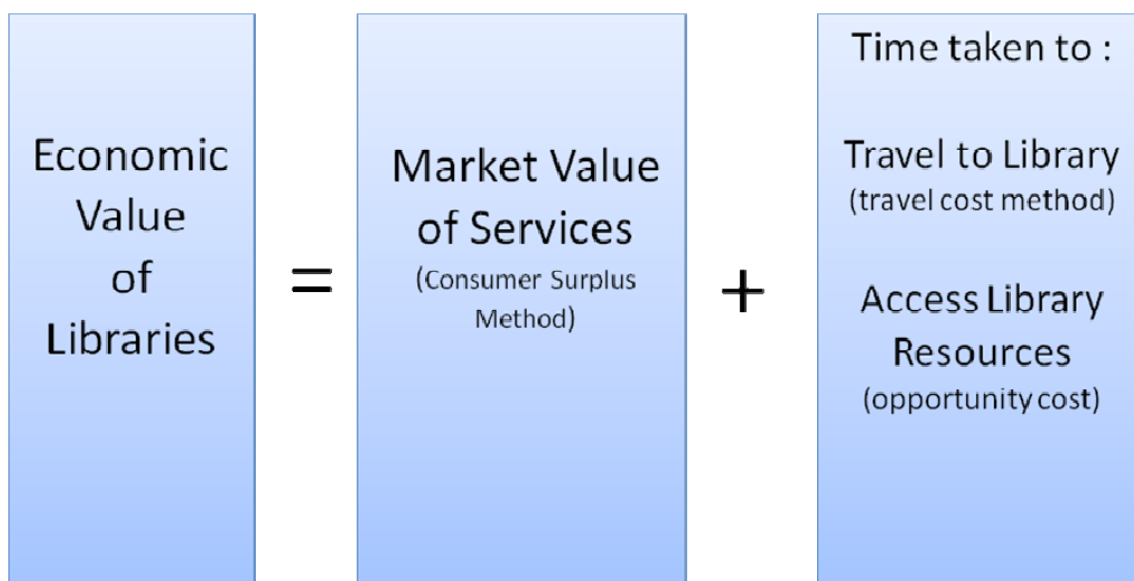 Economic
Value
of
Libraries
=
Market Value
of Services
(Consumer Surplus
Method)
+
Time taken to :
Travel to Library
(travel cost method)
Access Library
Resources
(opportunity cost)